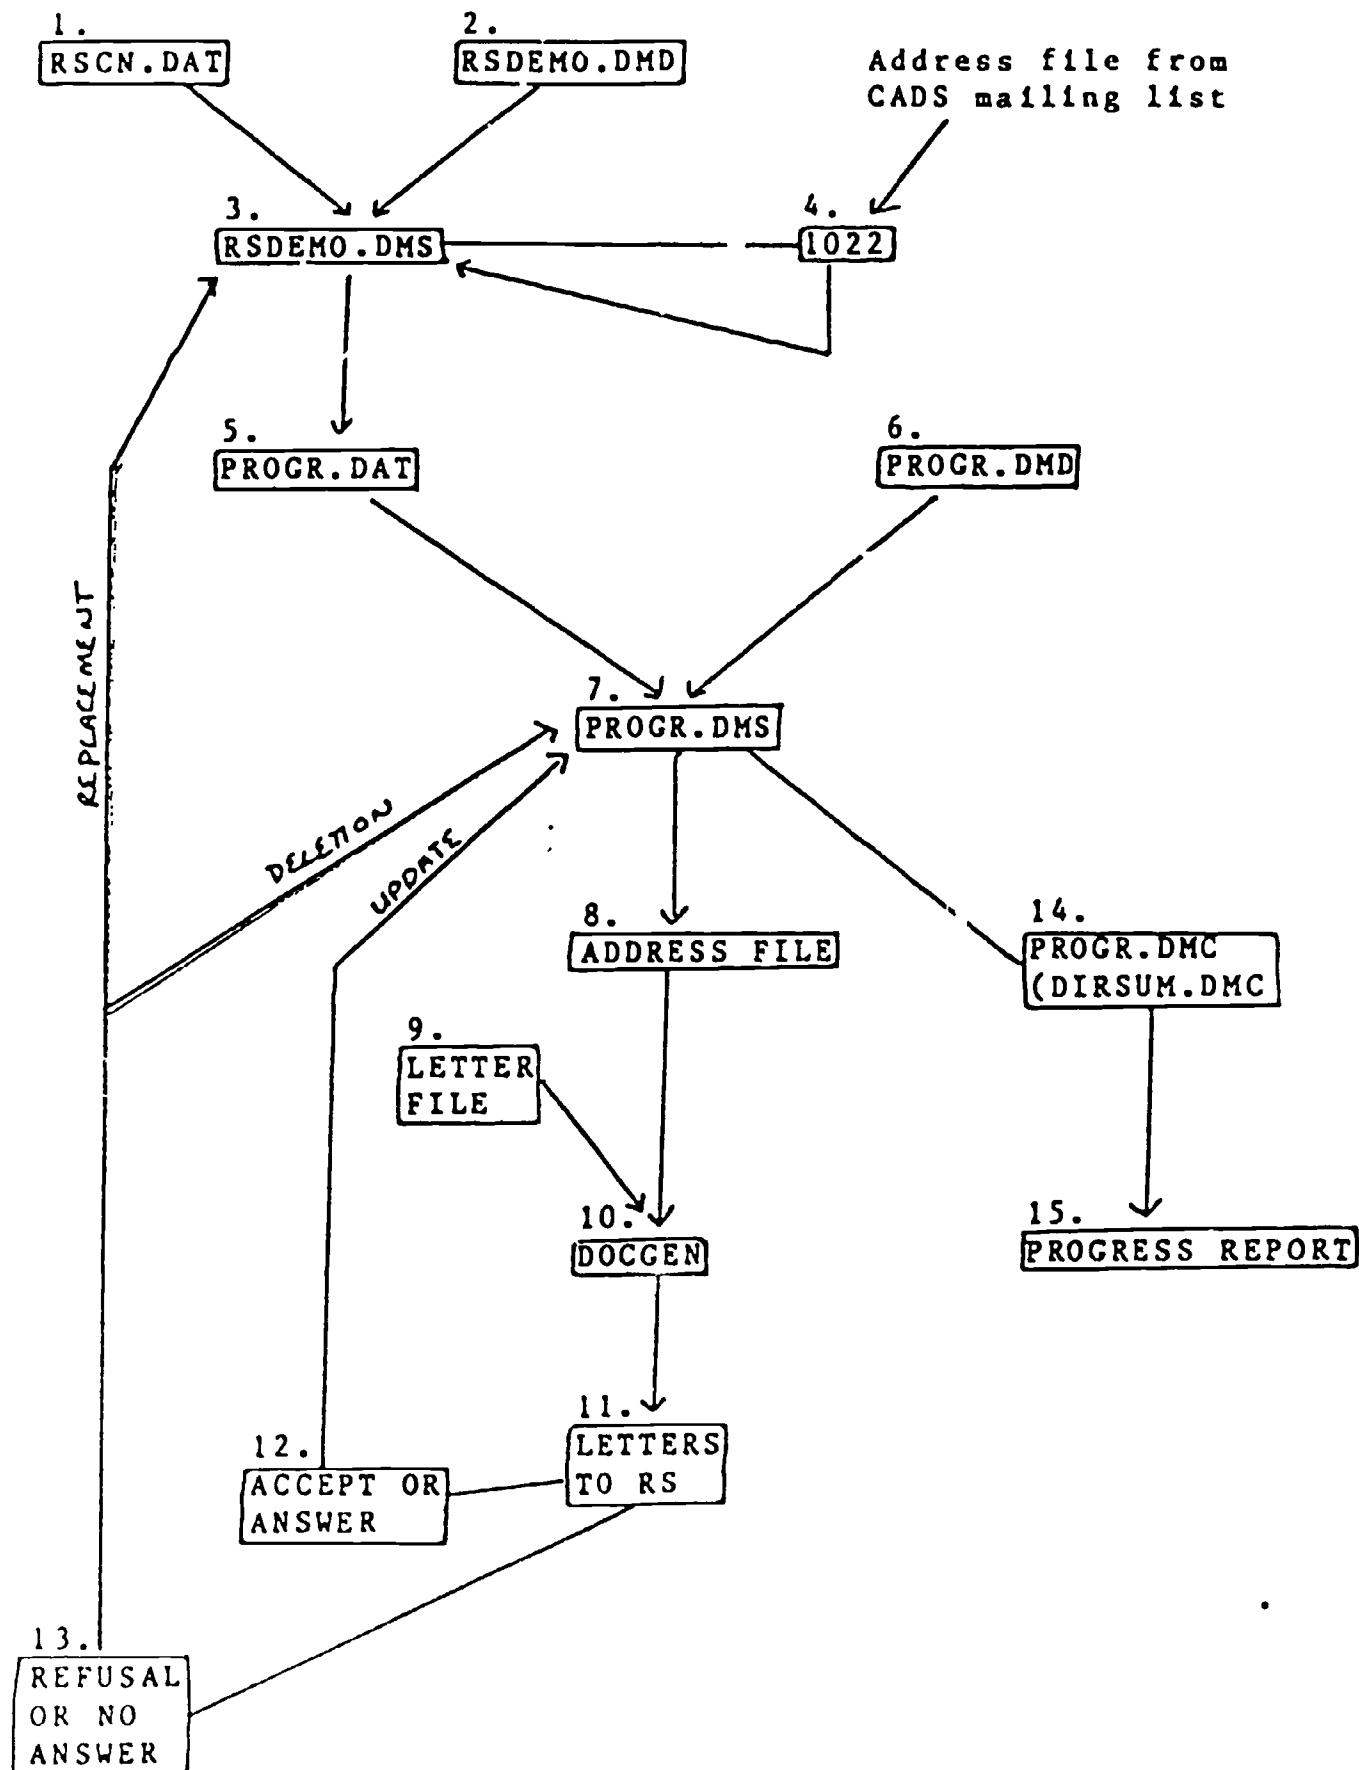 1.
RSCN.DAT
2.
RSDEMO.DMD
Address file from
CADS mailing list
3.
RSDEMO.DMS
4.
1022
5.
PROGR.DAT
6.
PROGR.DMD
REPLACEMENT
7.
PROGR.DMS
DELETION
UPDATE
8.
ADDRESS FILE
14.
PROGR.DMC
(DIRSUM.DMC
9.
LETTER
FILE
10.
DOCGEN
15.
PROGRESS REPORT
11.
LETTERS
TO RS
12.
ACCEPT OR
ANSWER
13.
REFUSAL
OR NO
ANSWER